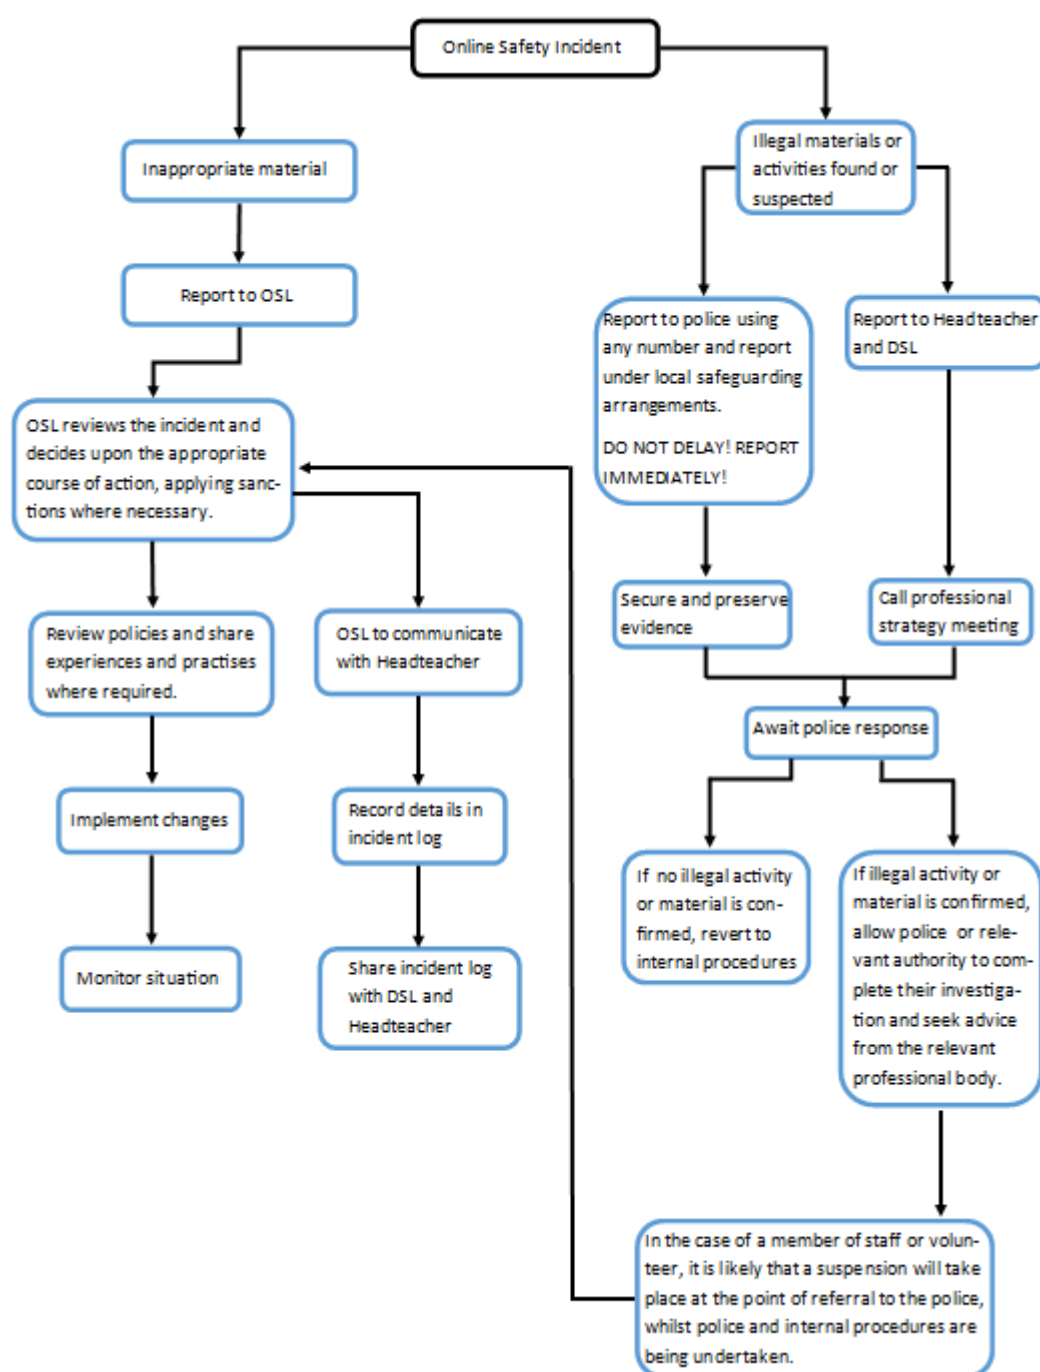 Online Safety Incident
Inappropriate material
Report to OSL
OSL reviews the incident and
decides upon the appropriate
course of action, applying sanc-
tions where necessary.
Review policies and share
experiences and practises
where required.
Implement changes
Monitor situation
OSL to communicate
with Headteacher
Record details in
incident log
Share incident log
with DSL and
Headteacher
Illegal materials or
activities found or
suspected
Report to police using
any number and report
under local safeguarding
arrangements.
DO NOT DELAY! REPORT
IMMEDIATELY!
Secure and preserve
evidence
Report to Headteacher
and DSL
Call professional
strategy meeting
Await police response
If no illegal activity
or material is con-
firmed, revert to
internal procedures
If illegal activity or
material is confirmed,
allow police or rele-
vant authority to com-
plete their investiga-
tion and seek advice
from the relevant
professional body.
In the case of a member of staff or volun-
teer, it is likely that a suspension will take
place at the point of referral to the police,
whilst police and internal procedures are
being undertaken.